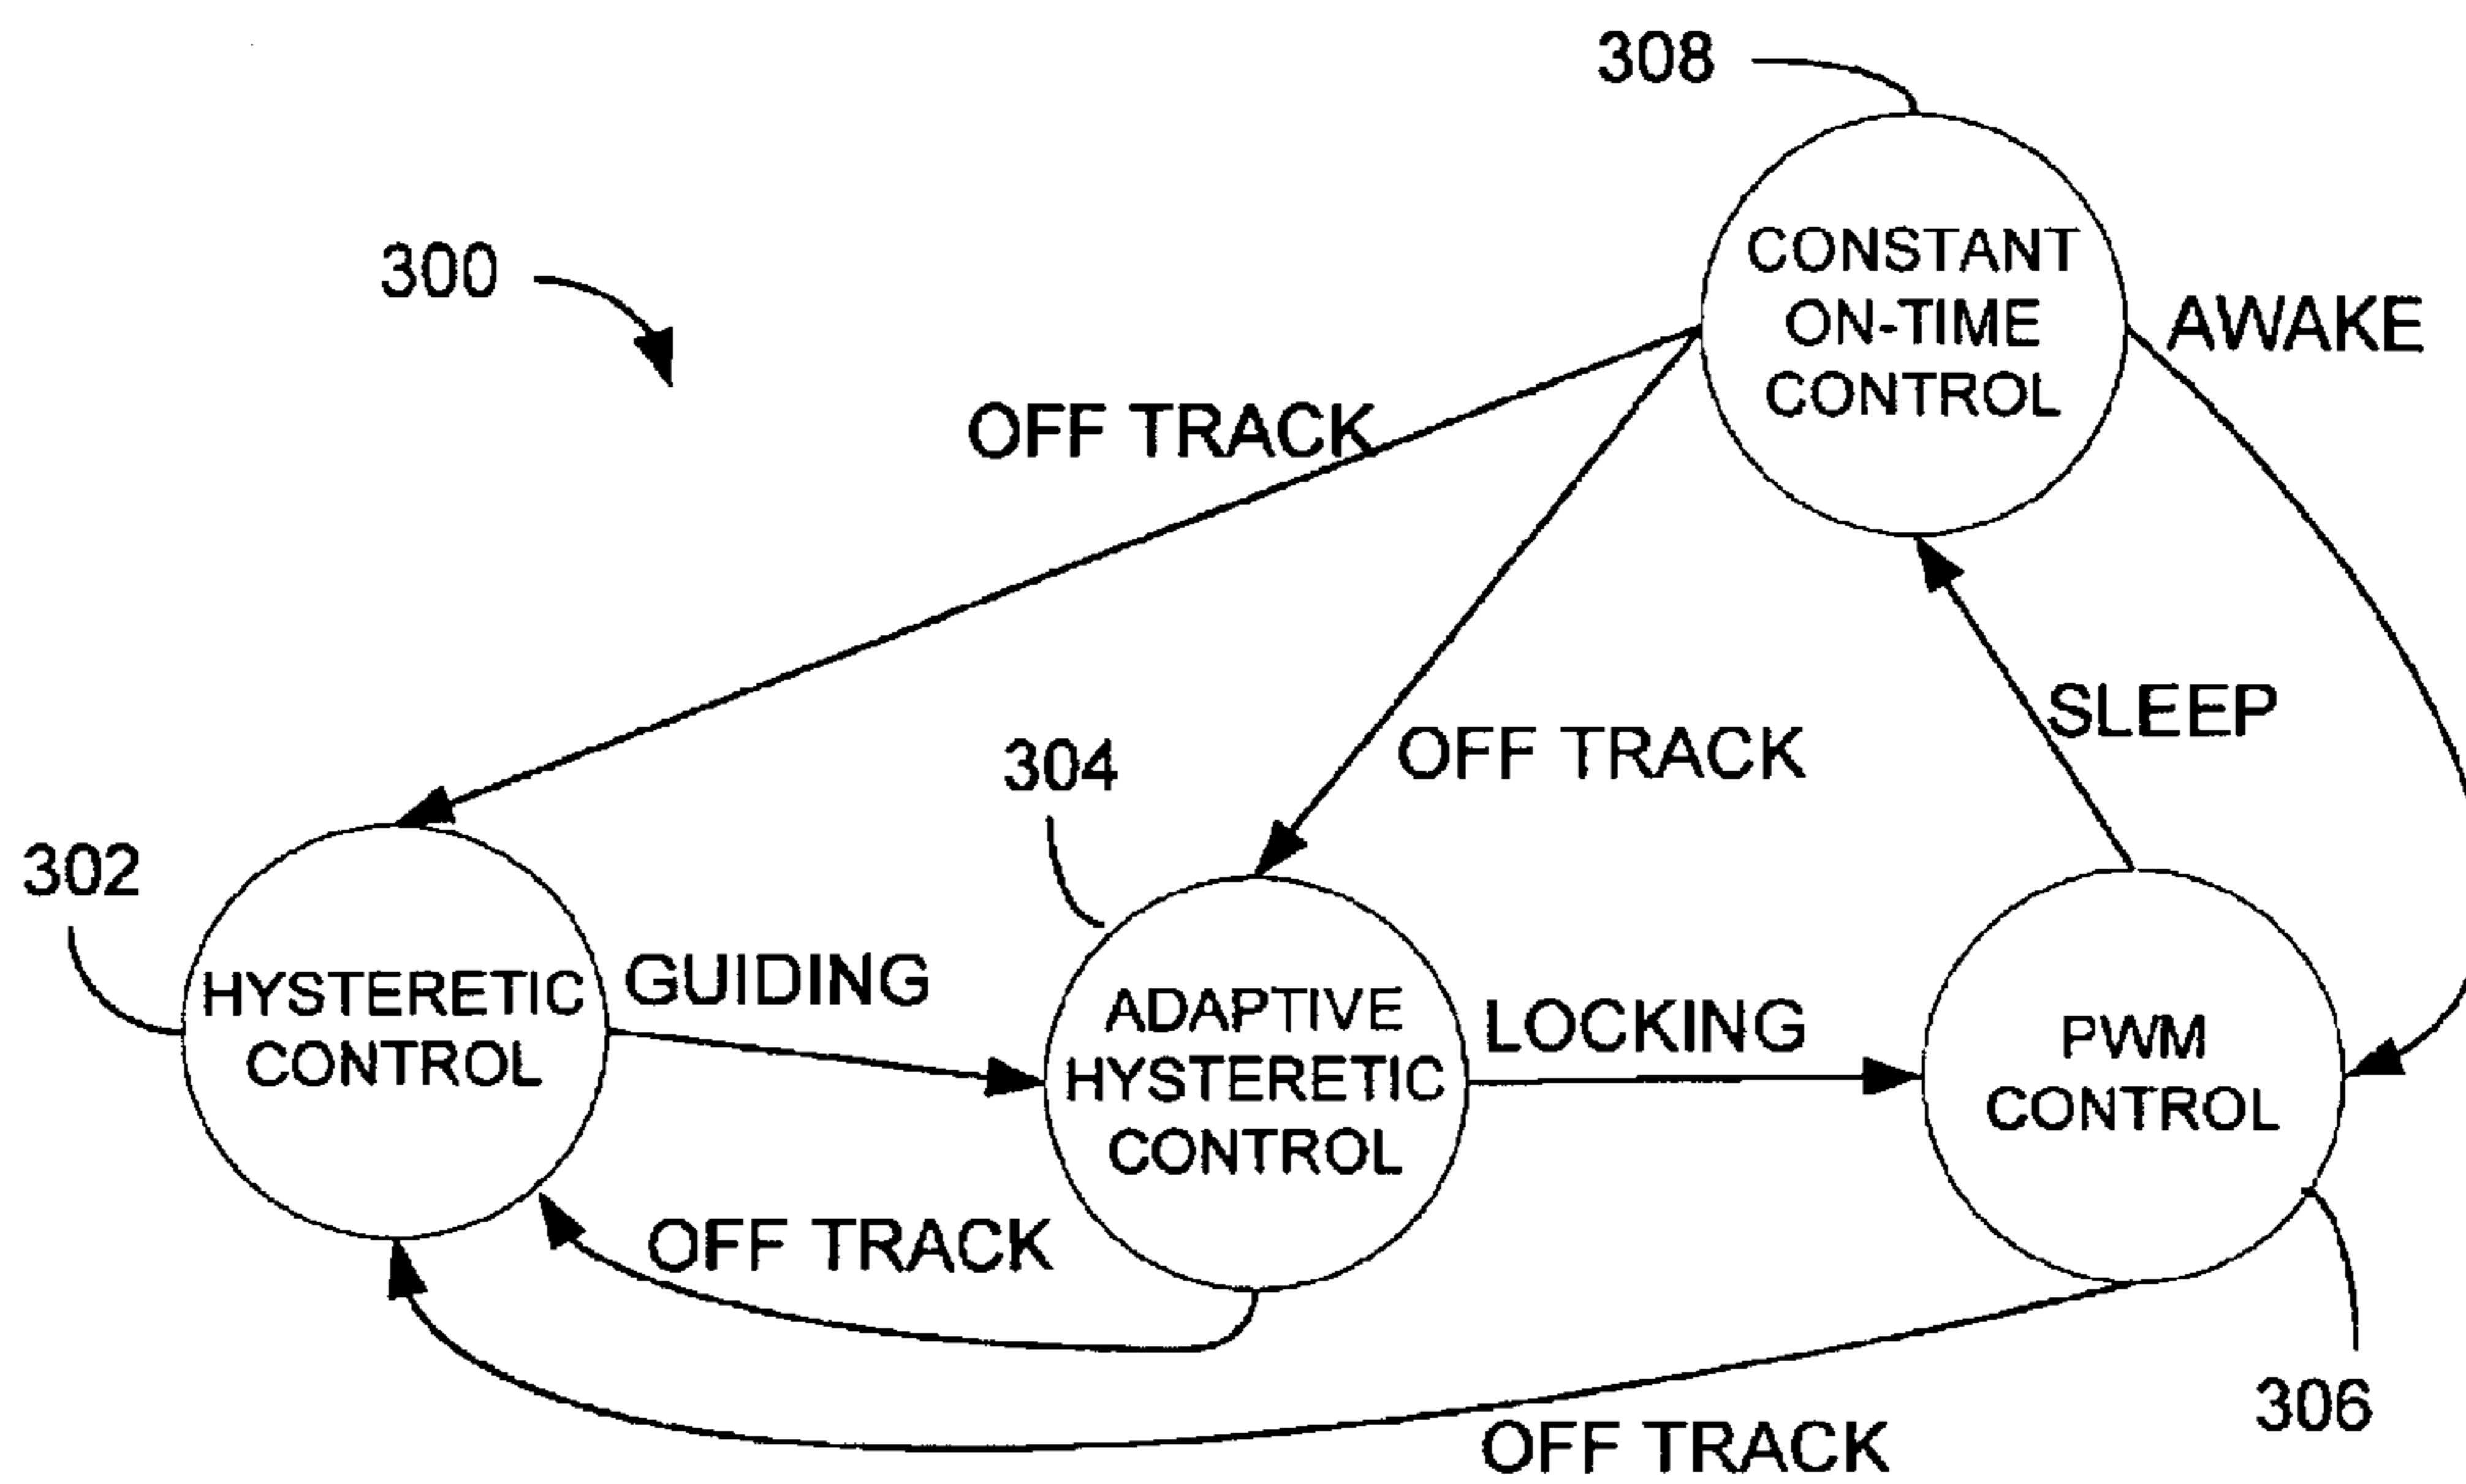 308
CONSTANT
ON-TIME
CONTROL
AWAKE
300
OFF TRACK
SLEEP
OFF TRACK
304
302
HYSTERETIC
CONTROL
GUIDING
ADAPTIVE
HYSTERETIC
CONTROL
LOCKING
PWM
CONTROL
OFF TRACK
306
OFF TRACK